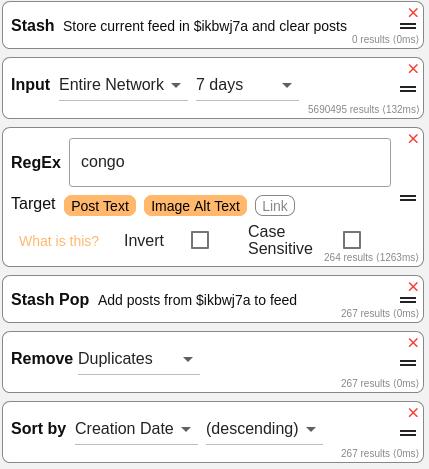 Stash Store current feed in $ikbwj7a and clear posts
0 results (0ms)
Input Entire Network 7 days
5690495 results (132ms)
RegEx congo
Target Post Text Image Alt Text Link
What is this? Invert Case Sensitive
264 results (1263ms)
Stash Pop Add posts from $ikbwj7a to feed
267 results (0ms)
Remove Duplicates
267 results (0ms)
Sort by Creation Date (descending)
267 results (0ms)